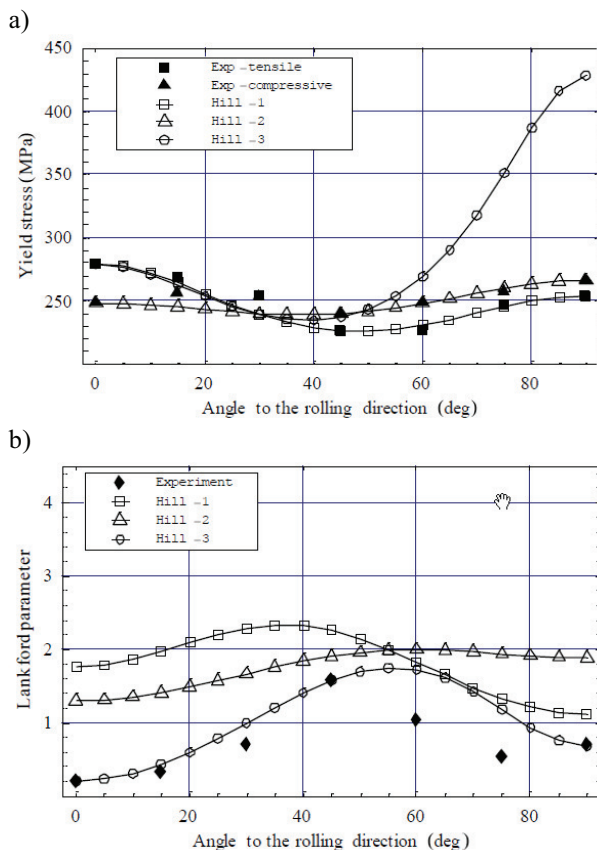 a)
450
400
350
300
250
Yield stress (MPa)
Exp -tensile
Exp -compressive
Hill -1
Hill -2
Hill -3
0 20 40 60 80
Angle to the rolling direction (deg)
b)
4
3
2
1
Lankford parameter
Experiment
Hill -1
Hill -2
Hill -3
0 20 40 60 80
Angle to the rolling direction (deg)